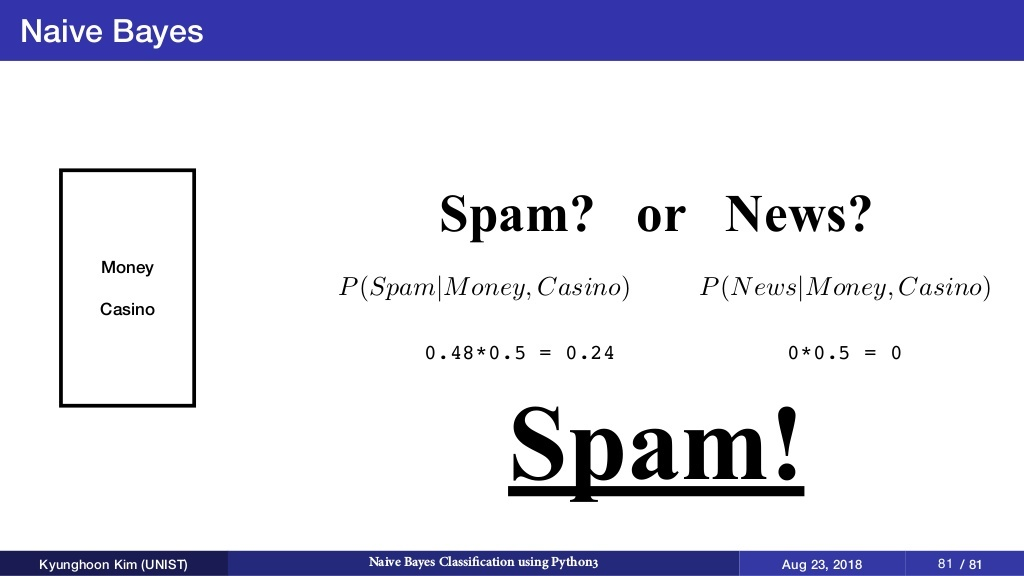 Naive Bayes
Money
Casino
Spam? or News?
P(Spam|Money, Casino) P(News|Money, Casino)
0.48*0.5 = 0.24 0*0.5 = 0
Spam!
Kyunghoon Kim (UNIST) Naive Bayes Classification using Python3 Aug 23, 2018 81 / 81